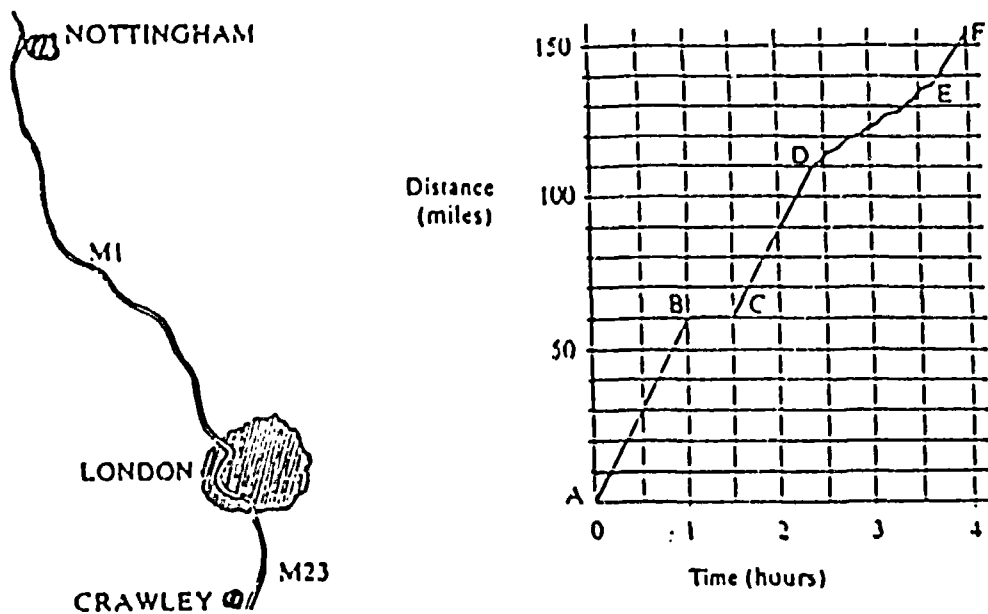 NOTTINGHAM
M1
LONDON
M23
CRAWLEY
Distance
(miles)
150
100
50
A
B
C
D
E
F
0
1
2
3
4
Time (hours)